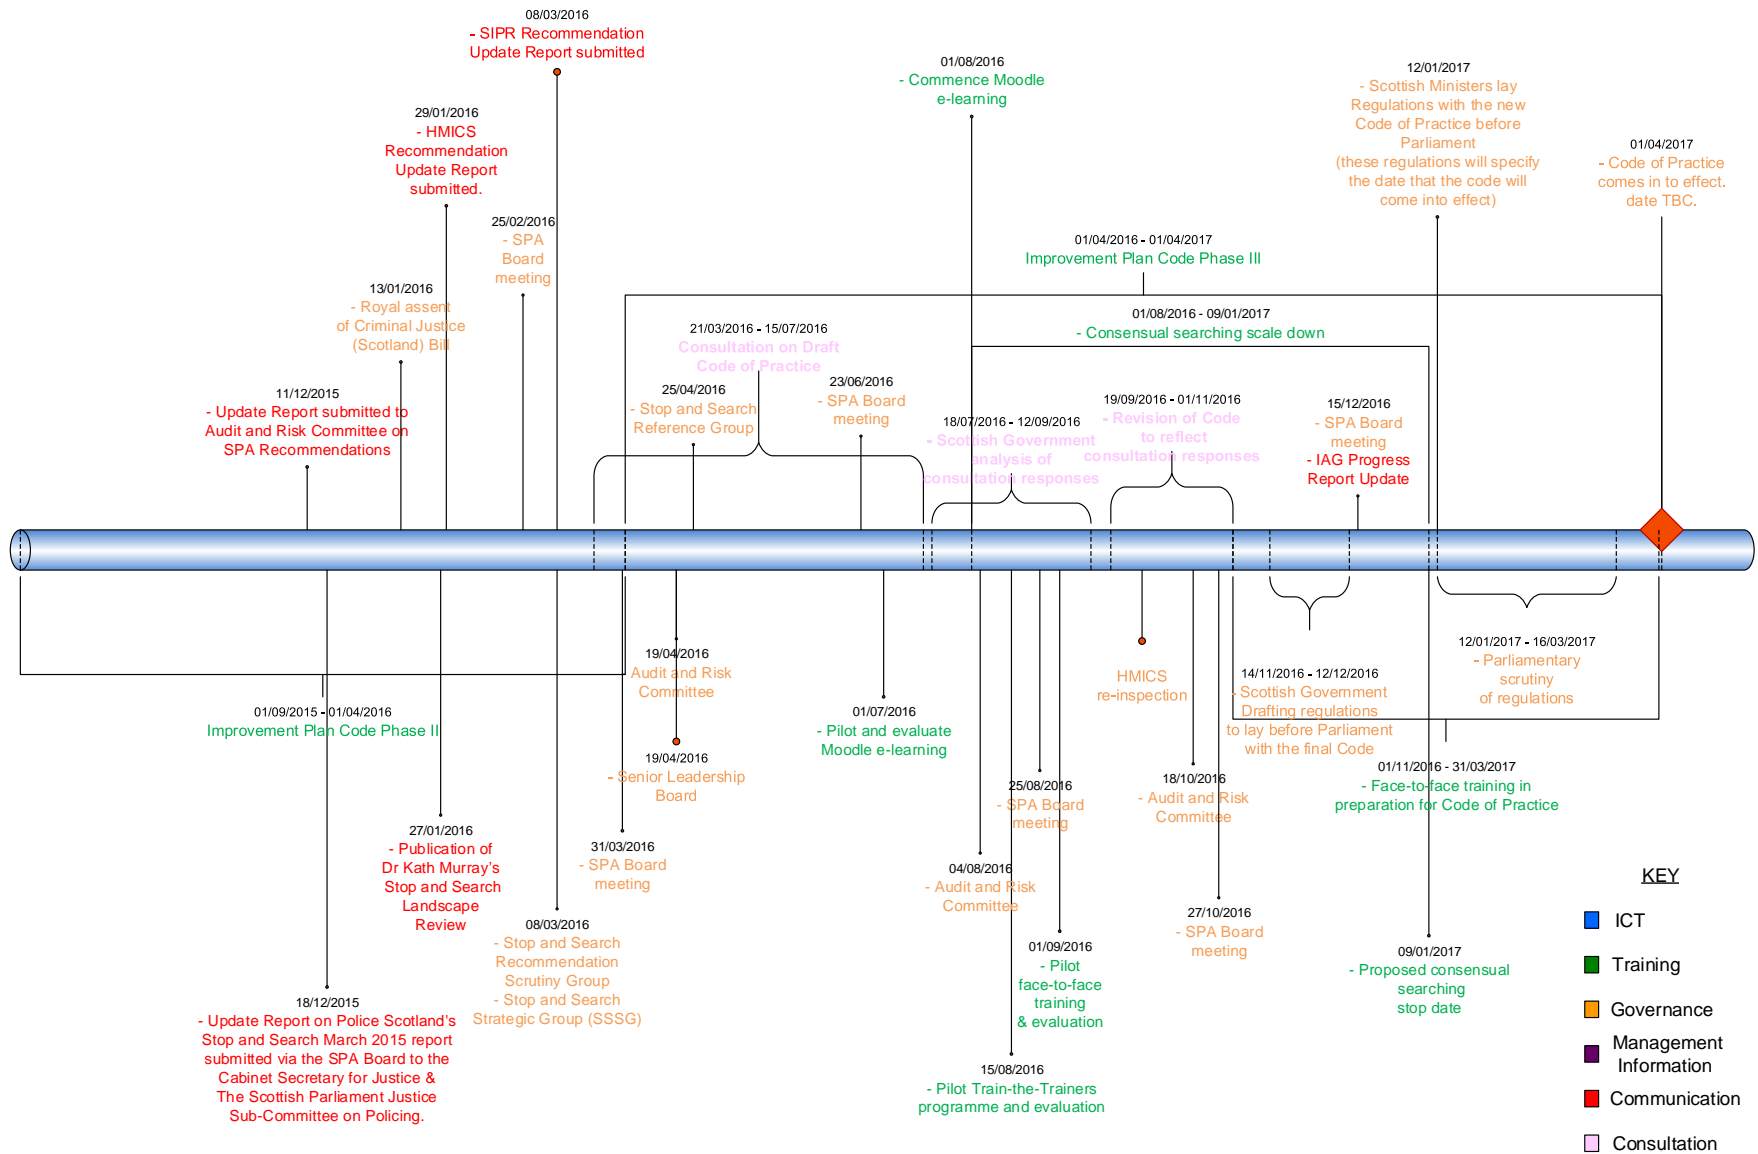 08/03/2016
- SIPR Recommendation
Update Report submitted
29/01/2016
- HMICS
Recommendation
Update Report
submitted.
25/02/2016
- SPA
Board
meeting
13/01/2016
- Royal assent
of Criminal Justice
(Scotland) Bill
11/12/2015
- Update Report submitted to
Audit and Risk Committee on
SPA Recommendations
01/08/2016
- Commence Moodle
e-learning
12/01/2017
- Scottish Ministers lay
Regulations with the new
Code of Practice before
Parliament
(these regulations will specify
the date that the code will
come into effect)
01/04/2017
- Code of Practice
comes in to effect.
date TBC.
01/04/2016 - 01/04/2017
Improvement Plan Code Phase III
01/08/2016 - 09/01/2017
- Consensual searching scale down
21/03/2016 - 15/07/2016
Consultation on Draft
Code of Practice
25/04/2016
- Stop and Search
Reference Group
23/06/2016
- SPA Board
meeting
18/07/2016 - 12/09/2016
- Scottish Government
analysis of
consultation responses
19/09/2016 - 01/11/2016
- Revision of Code
to reflect
consultation responses
15/12/2016
- SPA Board
meeting
- IAG Progress
Report Update
01/09/2015 - 01/04/2016
Improvement Plan Code Phase II
18/12/2015
- Update Report on Police Scotland's
Stop and Search March 2015 report
submitted via the SPA Board to the
Cabinet Secretary for Justice &
The Scottish Parliament Justice
Sub-Committee on Policing.
27/01/2016
- Publication of
Dr Kath Murray's
Stop and Search
Landscape
Review
08/03/2016
- Stop and Search
Recommendation
Scrutiny Group
- Stop and Search
Strategic Group (SSSG)
31/03/2016
- SPA Board
meeting
19/04/2016
Audit and Risk
Committee
19/04/2016
- Senior Leadership
Board
01/07/2016
- Pilot and evaluate
Moodle e-learning
04/08/2016
- Audit and Risk
Committee
15/08/2016
- Pilot Train-the-Trainers
programme and evaluation
25/08/2016
- SPA Board
meeting
01/09/2016
- Pilot
face-to-face
training
& evaluation
HMICS
re-inspection
18/10/2016
- Audit and Risk
Committee
27/10/2016
- SPA Board
meeting
14/11/2016 - 12/12/2016
- Scottish Government
Drafting regulations
to lay before Parliament
with the final Code
12/01/2017 - 16/03/2017
- Parliamentary
scrutiny
of regulations
01/11/2016 - 31/03/2017
- Face-to-face training in
preparation for Code of Practice
09/01/2017
- Proposed consensual
searching
stop date
KEY
ICT
Training
Governance
Management
Information
Communication
Consultation